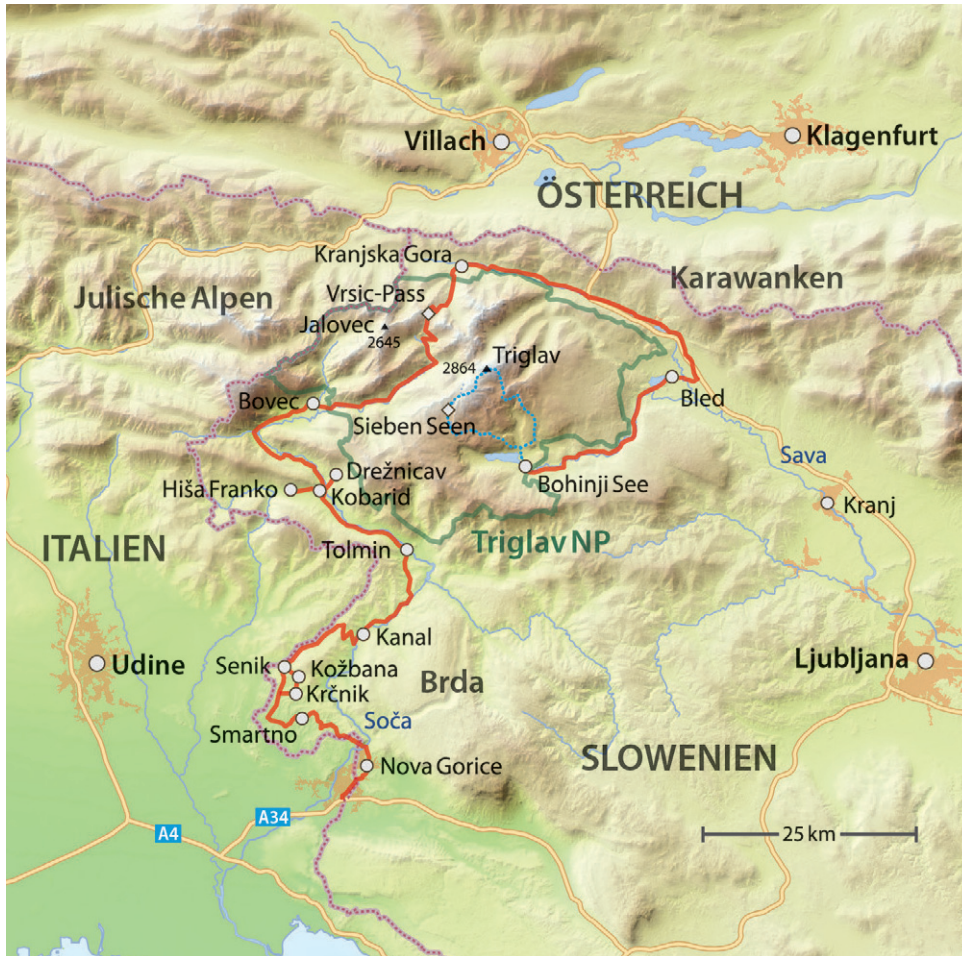 Villach
Klagenfurt
ÖSTERREICH
Kranjska Gora
Karawanken
Julische Alpen
Vrsic-Pass
Jalovec
2645
2864
Triglav
Bovec
Bled
Sieben Seen
Sava
Drežnicav
Bohinji See
Hiša Franko
Kobarid
Kranj
ITALIEN
Tolmin
Triglav NP
Kanal
Udine
Senik
Kožbana
Ljubljana
Brda
Krčnik
Smartno
Soča
SLOWENIEN
Nova Gorice
A34
A4
25 km